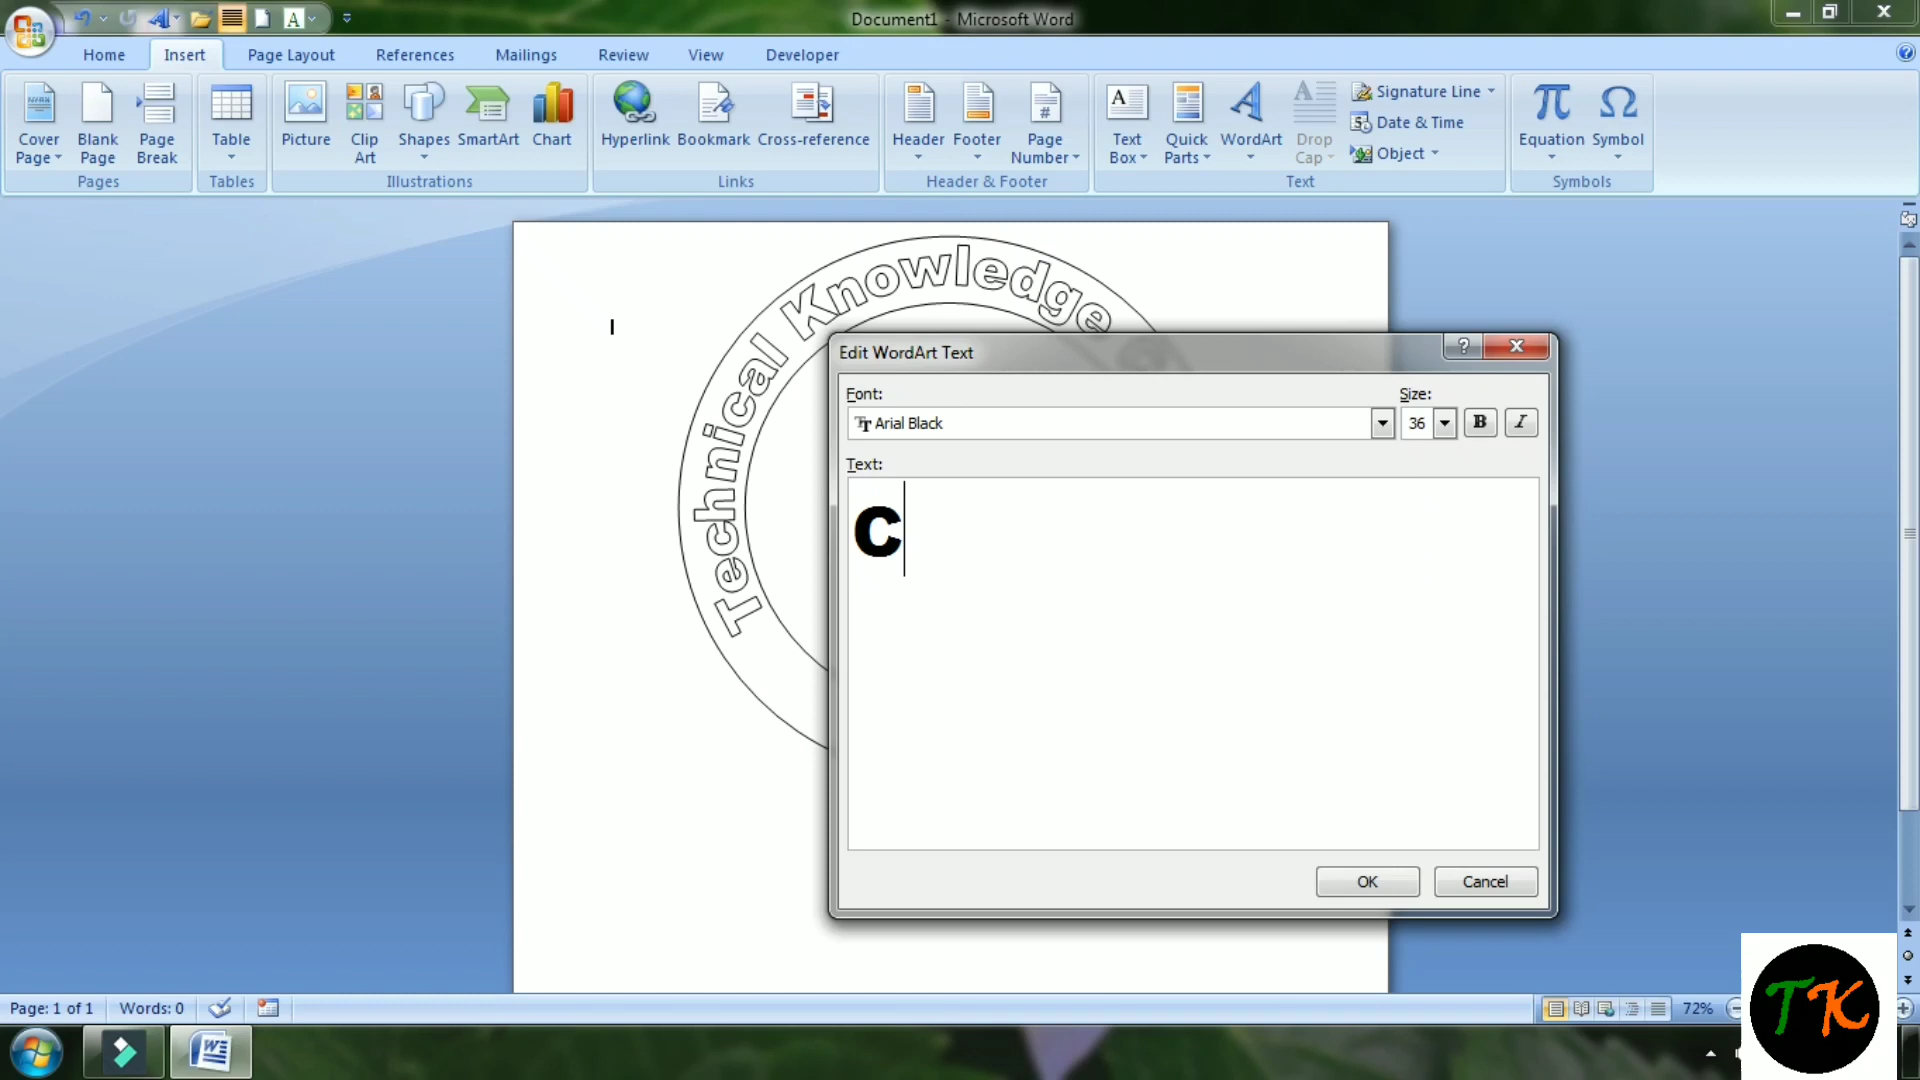 Document1 - Microsoft Word
Home Insert Page Layout References Mailings Review View Developer
Cover Page
Blank Page
Page Break
Table
Picture
Clip Art
Shapes
SmartArt
Chart
Hyperlink
Bookmark
Cross-reference
Header
Footer
Page Number
Text Box
Quick Parts
WordArt
Drop Cap
Signature Line
Date & Time
Object
Equation
Symbol
Pages Tables Illustrations Links Header & Footer Text Symbols
Technical Knowledge
Edit WordArt Text
Font:
Size:
Arial Black
36
B
I
Text:
C
OK
Cancel
Page: 1 of 1
Words: 0
72%
TK